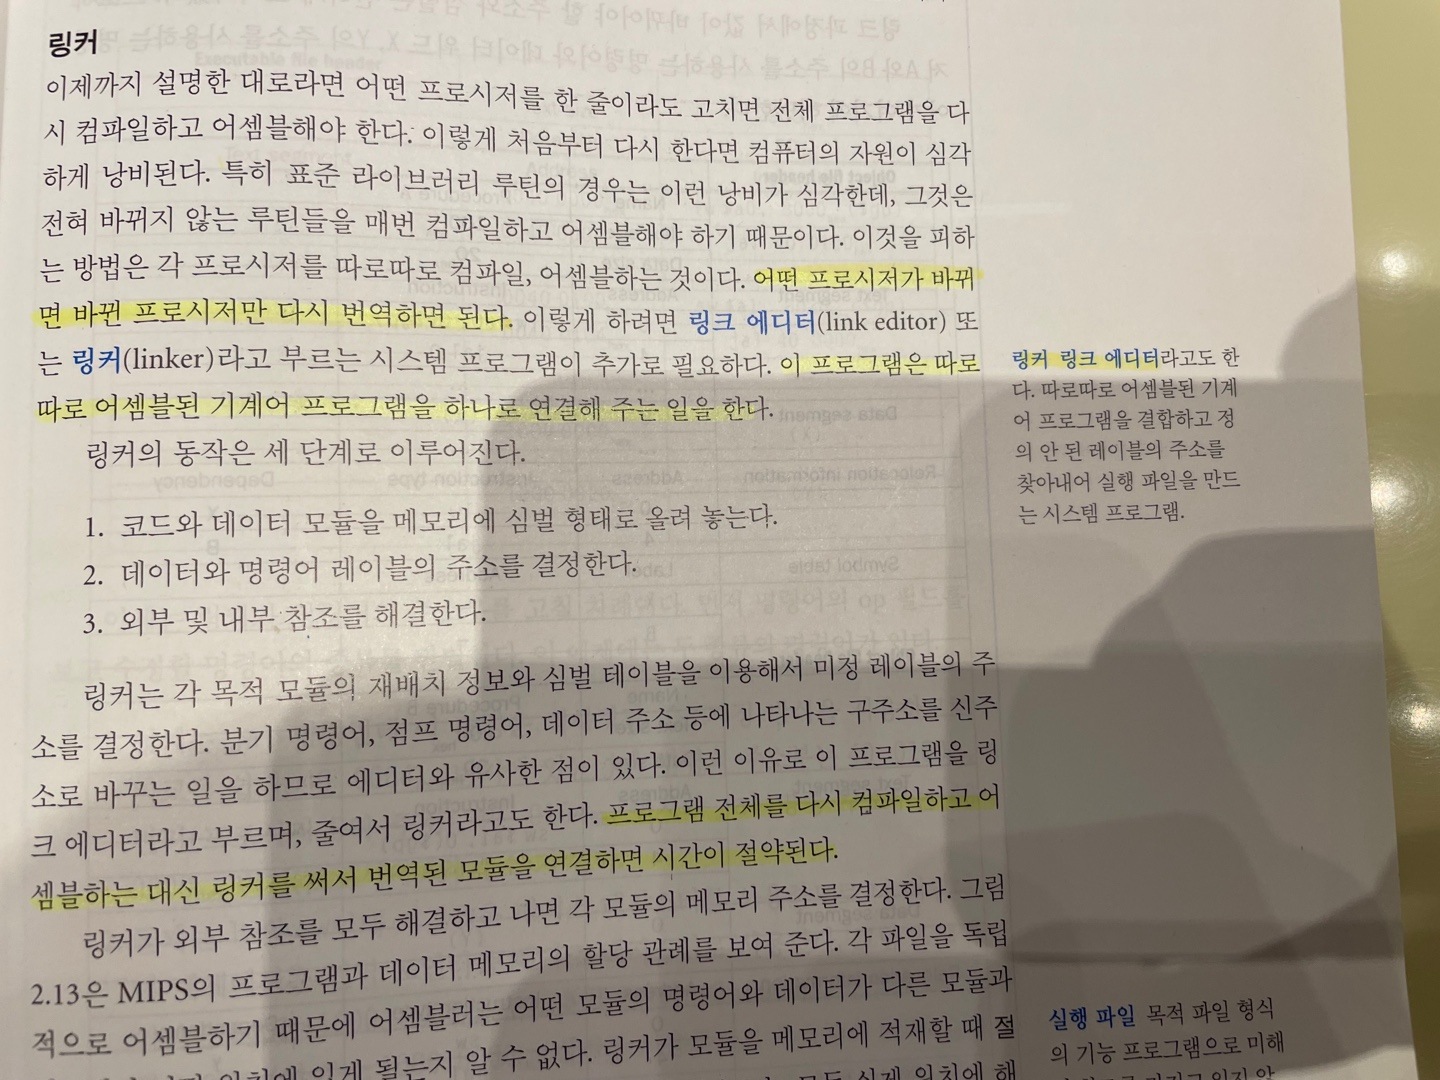 링커
이제까지 설명한 대로라면 어떤 프로시저를 한 줄이라도 고치면 전체 프로그램을 다
시 컴파일하고 어셈블해야 한다. 이렇게 처음부터 다시 한다면 컴퓨터의 자원이 심각
하게 낭비된다. 특히 표준 라이브러리 루틴의 경우는 이런 낭비가 심각한데, 그것은
전혀 바뀌지 않는 루틴들을 매번 컴파일하고 어셈블해야 하기 때문이다. 이것을 피하
는 방법은 각 프로시저를 따로따로 컴파일, 어셈블하는 것이다. 어떤 프로시저가 바뀌
면 바뀐 프로시저만 다시 번역하면 된다. 이렇게 하려면 링크 에디터(link editor) 또
는 링커(linker)라고 부르는 시스템 프로그램이 추가로 필요하다. 이 프로그램은 따로
따로 어셈블된 기계어 프로그램을 하나로 연결해 주는 일을 한다.
링커의 동작은 세 단계로 이루어진다.
1. 코드와 데이터 모듈을 메모리에 심벌 형태로 올려 놓는다.
2. 데이터와 명령어 레이블의 주소를 결정한다.
3. 외부 및 내부 참조를 해결한다.
링커는 각 목적 모듈의 재배치 정보와 심벌 테이블을 이용해서 미정 레이블의 주
소를 결정한다. 분기 명령어, 점프 명령어, 데이터 주소 등에 나타나는 구주소를 신주
소로 바꾸는 일을 하므로 에디터와 유사한 점이 있다. 이런 이유로 이 프로그램을 링
크 에디터라고 부르며, 줄여서 링커라고도 한다. 프로그램 전체를 다시 컴파일하고 어
셈블하는 대신 링커를 써서 번역된 모듈을 연결하면 시간이 절약된다.
링커가 외부 참조를 모두 해결하고 나면 각 모듈의 메모리 주소를 결정한다. 그림
2.13은 MIPS의 프로그램과 데이터 메모리의 할당 관례를 보여 준다. 각 파일을 독립
적으로 어셈블하기 때문에 어셈블러는 어떤 모듈의 명령어와 데이터가 다른 모듈과
있게 될는지 알 수 없다. 링커가 모듈을 메모리에 적재할 때 절
링커 링크 에디터라고도 한
다. 따로따로 어셈블된 기계
어 프로그램을 결합하고 정
의 안 된 레이블의 주소를
찾아내어 실행 파일을 만드
는 시스템 프로그램.
실행 파일 목적 파일 형식
의 기능 프로그램으로 미해